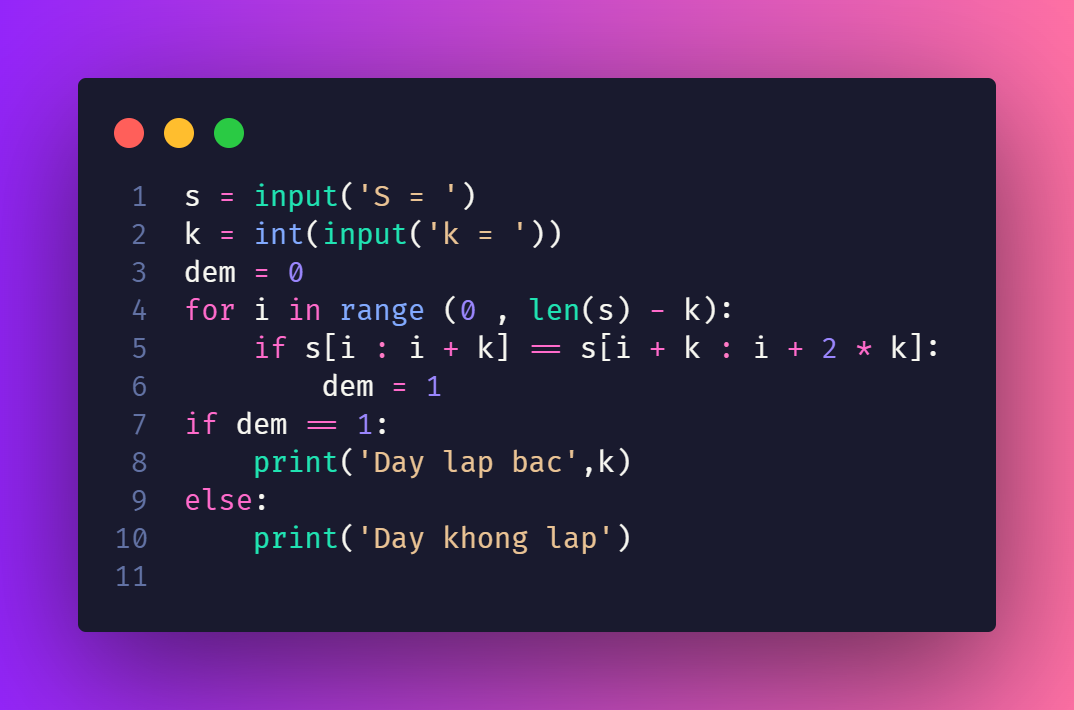 1 s = input('S = ')
2 k = int(input('k = '))
3 dem = 0
4 for i in range (0 , len(s) - k):
5     if s[i : i + k] == s[i + k : i + 2 * k]:
6         dem = 1
7 if dem == 1:
8     print('Day lap bac',k)
9 else:
10     print('Day khong lap')
11